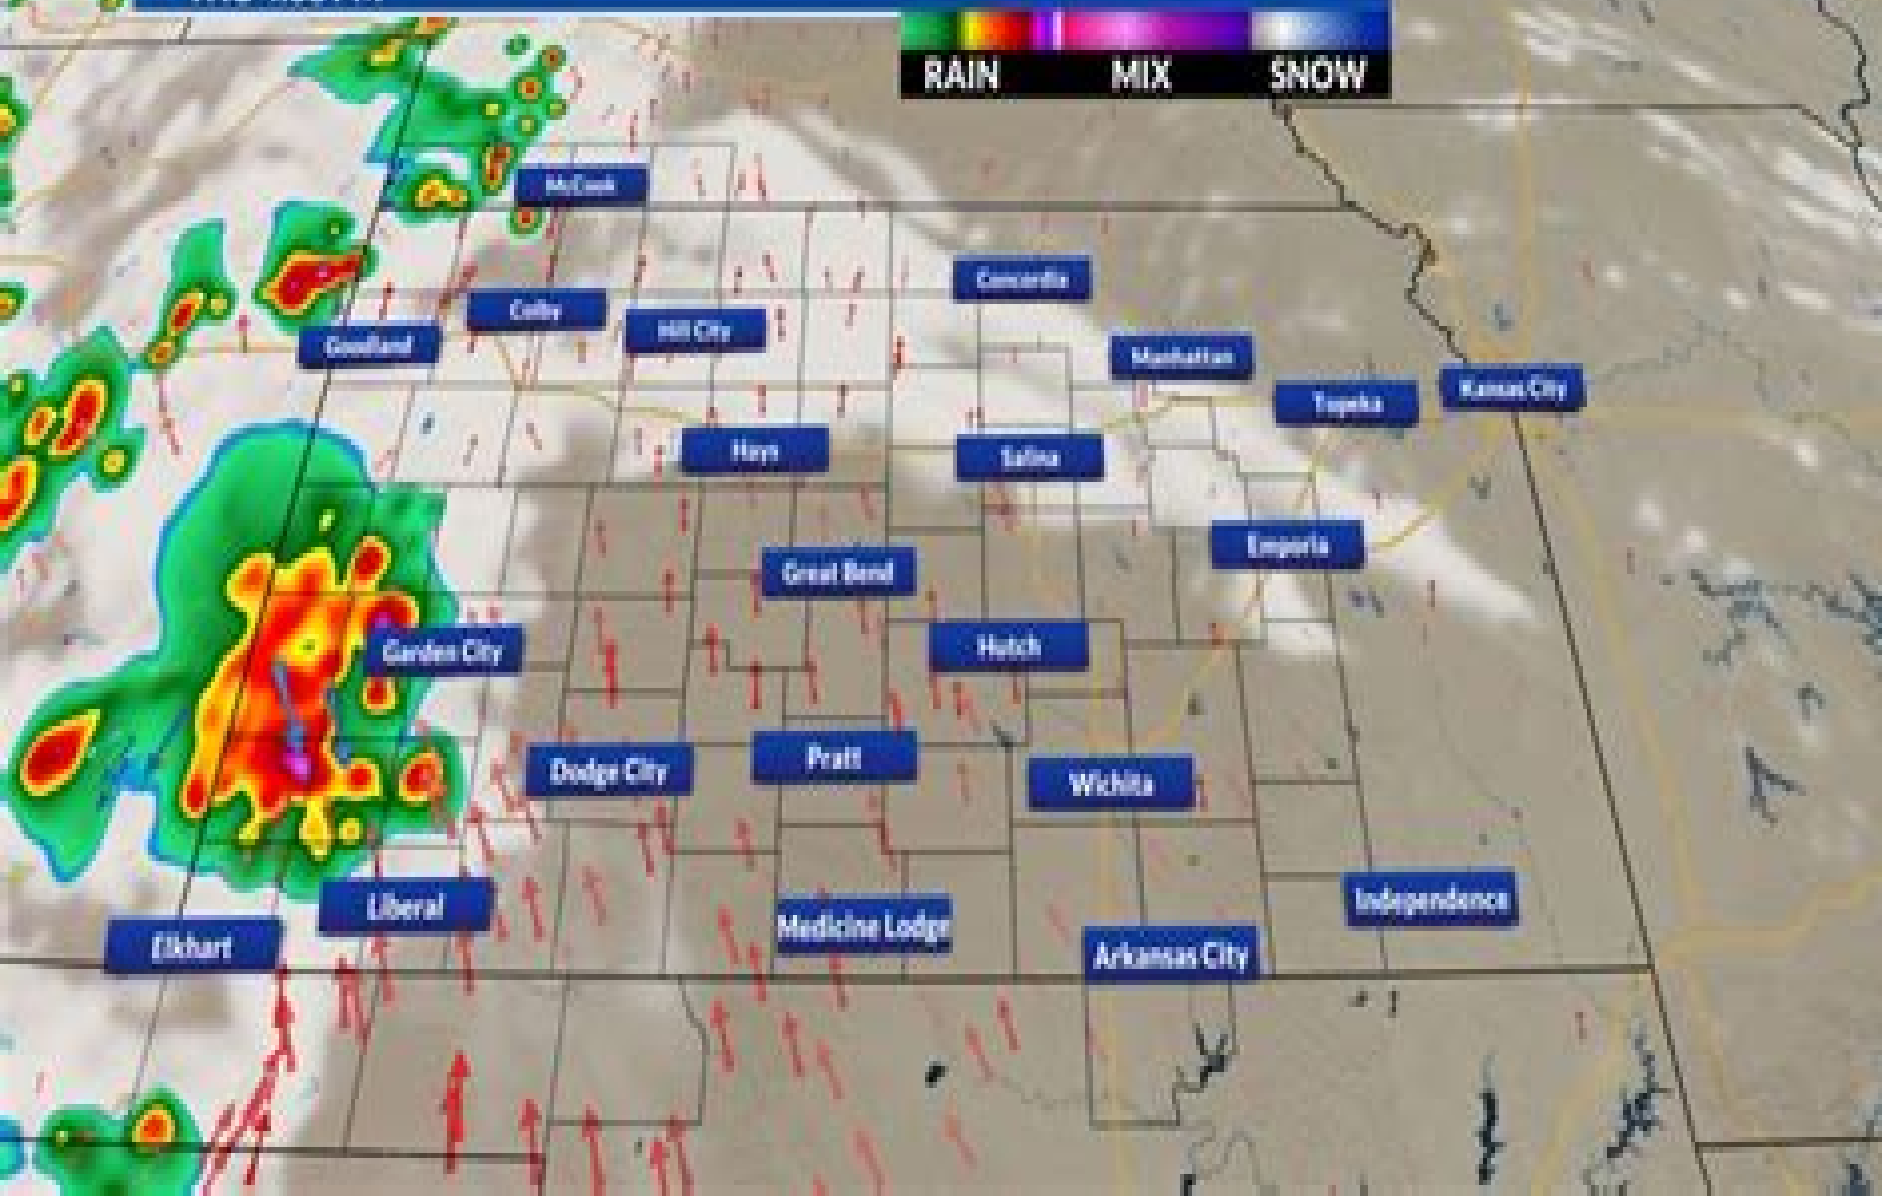 RAIN MIX SNOW
McCook
Concordia
Colby
Hill City
Goodland
Manhattan
Kansas City
Topeka
Hays
Salina
Emporia
Great Bend
Garden City
Hutch
Dodge City
Pratt
Wichita
Liberal
Independence
Medicine Lodge
Elkhart
Arkansas City